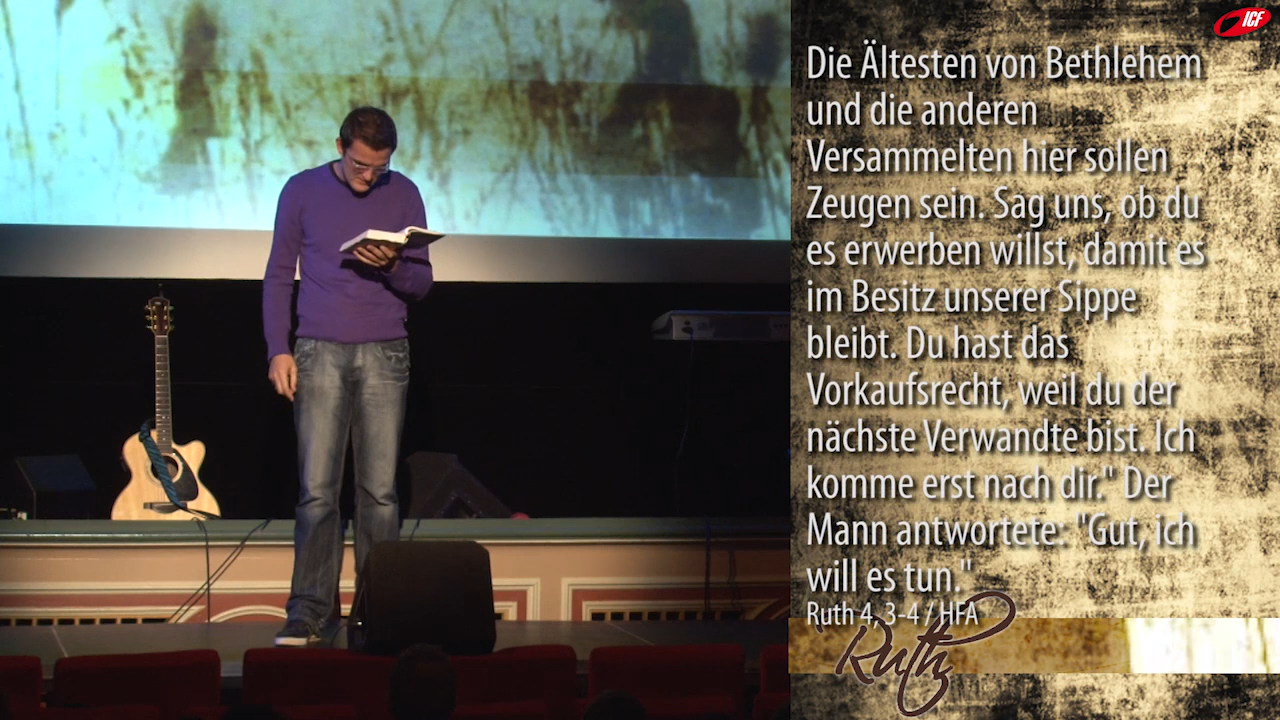 ICF
Die Ältesten von Bethlehem
und die anderen
Versammelten hier sollen
Zeugen sein. Sag uns, ob du
es erwerben willst, damit es
im Besitz unserer Sippe
bleibt. Du hast das
Vorkaufsrecht, weil du der
nächste Verwandte bist. Ich
komme erst nach dir." Der
Mann antwortete: "Gut, ich
will es tun."
Ruth 4, 3-4 / HFA
Ruth